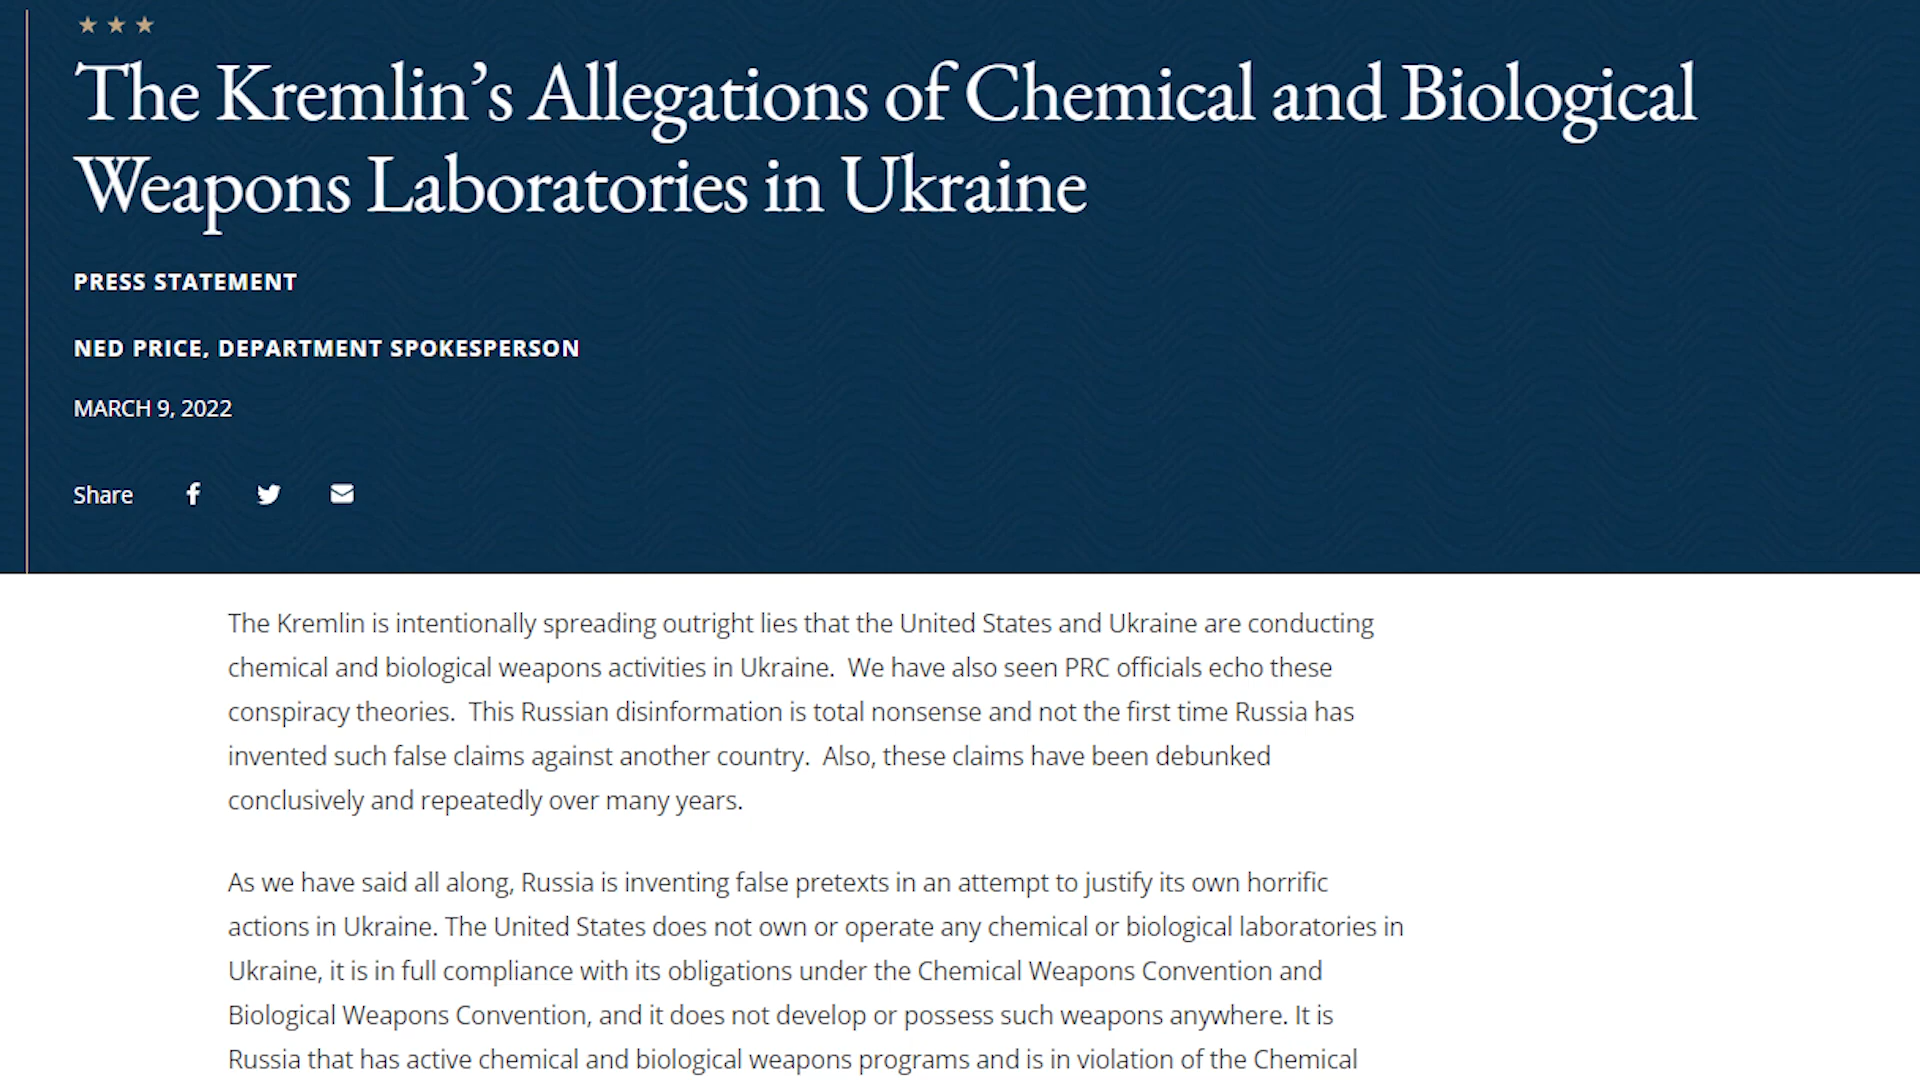 The Kremlin’s Allegations of Chemical and Biological
Weapons Laboratories in Ukraine
PRESS STATEMENT
NED PRICE, DEPARTMENT SPOKESPERSON
MARCH 9, 2022
Share
The Kremlin is intentionally spreading outright lies that the United States and Ukraine are conducting
chemical and biological weapons activities in Ukraine.  We have also seen PRC officials echo these
conspiracy theories.  This Russian disinformation is total nonsense and not the first time Russia has
invented such false claims against another country.  Also, these claims have been debunked
conclusively and repeatedly over many years.
As we have said all along, Russia is inventing false pretexts in an attempt to justify its own horrific
actions in Ukraine. The United States does not own or operate any chemical or biological laboratories in
Ukraine, it is in full compliance with its obligations under the Chemical Weapons Convention and
Biological Weapons Convention, and it does not develop or possess such weapons anywhere. It is
Russia that has active chemical and biological weapons programs and is in violation of the Chemical